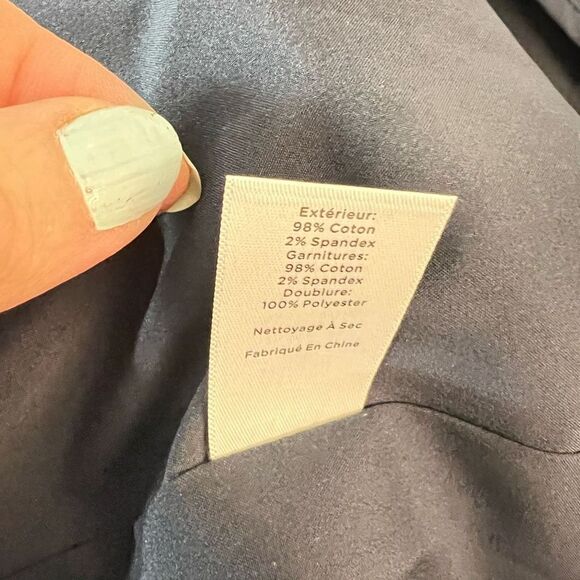 Extérieur:
98% Coton
2% Spandex
Garnitures:
98% Coton
2% Spandex
Doublure:
100% Polyester
Nettoyage À Sec
Fabriqué En Chine